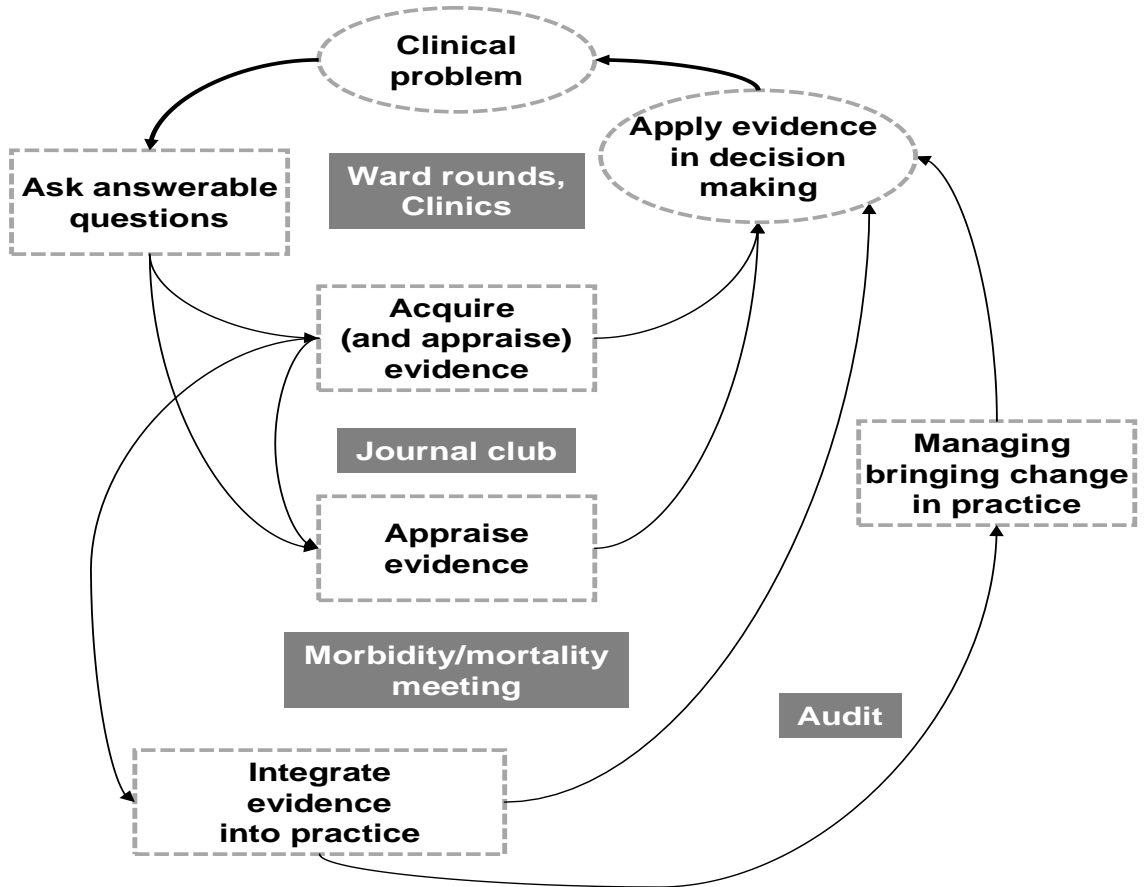 Clinical
problem
Apply evidence
in decision
making
Ask answerable
questions
Ward rounds,
Clinics
Acquire
(and appraise)
evidence
Journal club
Managing
bringing change
in practice
Appraise
evidence
Morbidity/mortality
meeting
Audit
Integrate
evidence
into practice